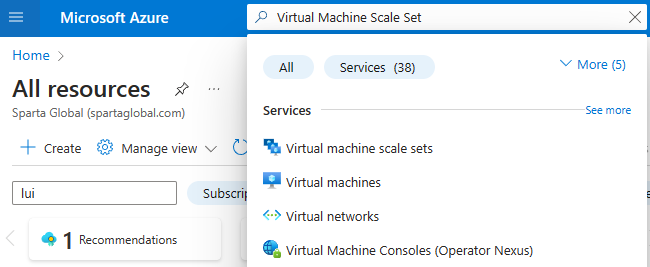 Microsoft Azure
Virtual Machine Scale Set
Home
All resources
Sparta Global (spartaglobal.com)
Create
Manage view
lui
Subscrip
1 Recommendations
All
Services (38)
More (5)
Services
See more
Virtual machine scale sets
Virtual machines
Virtual networks
Virtual Machine Consoles (Operator Nexus)